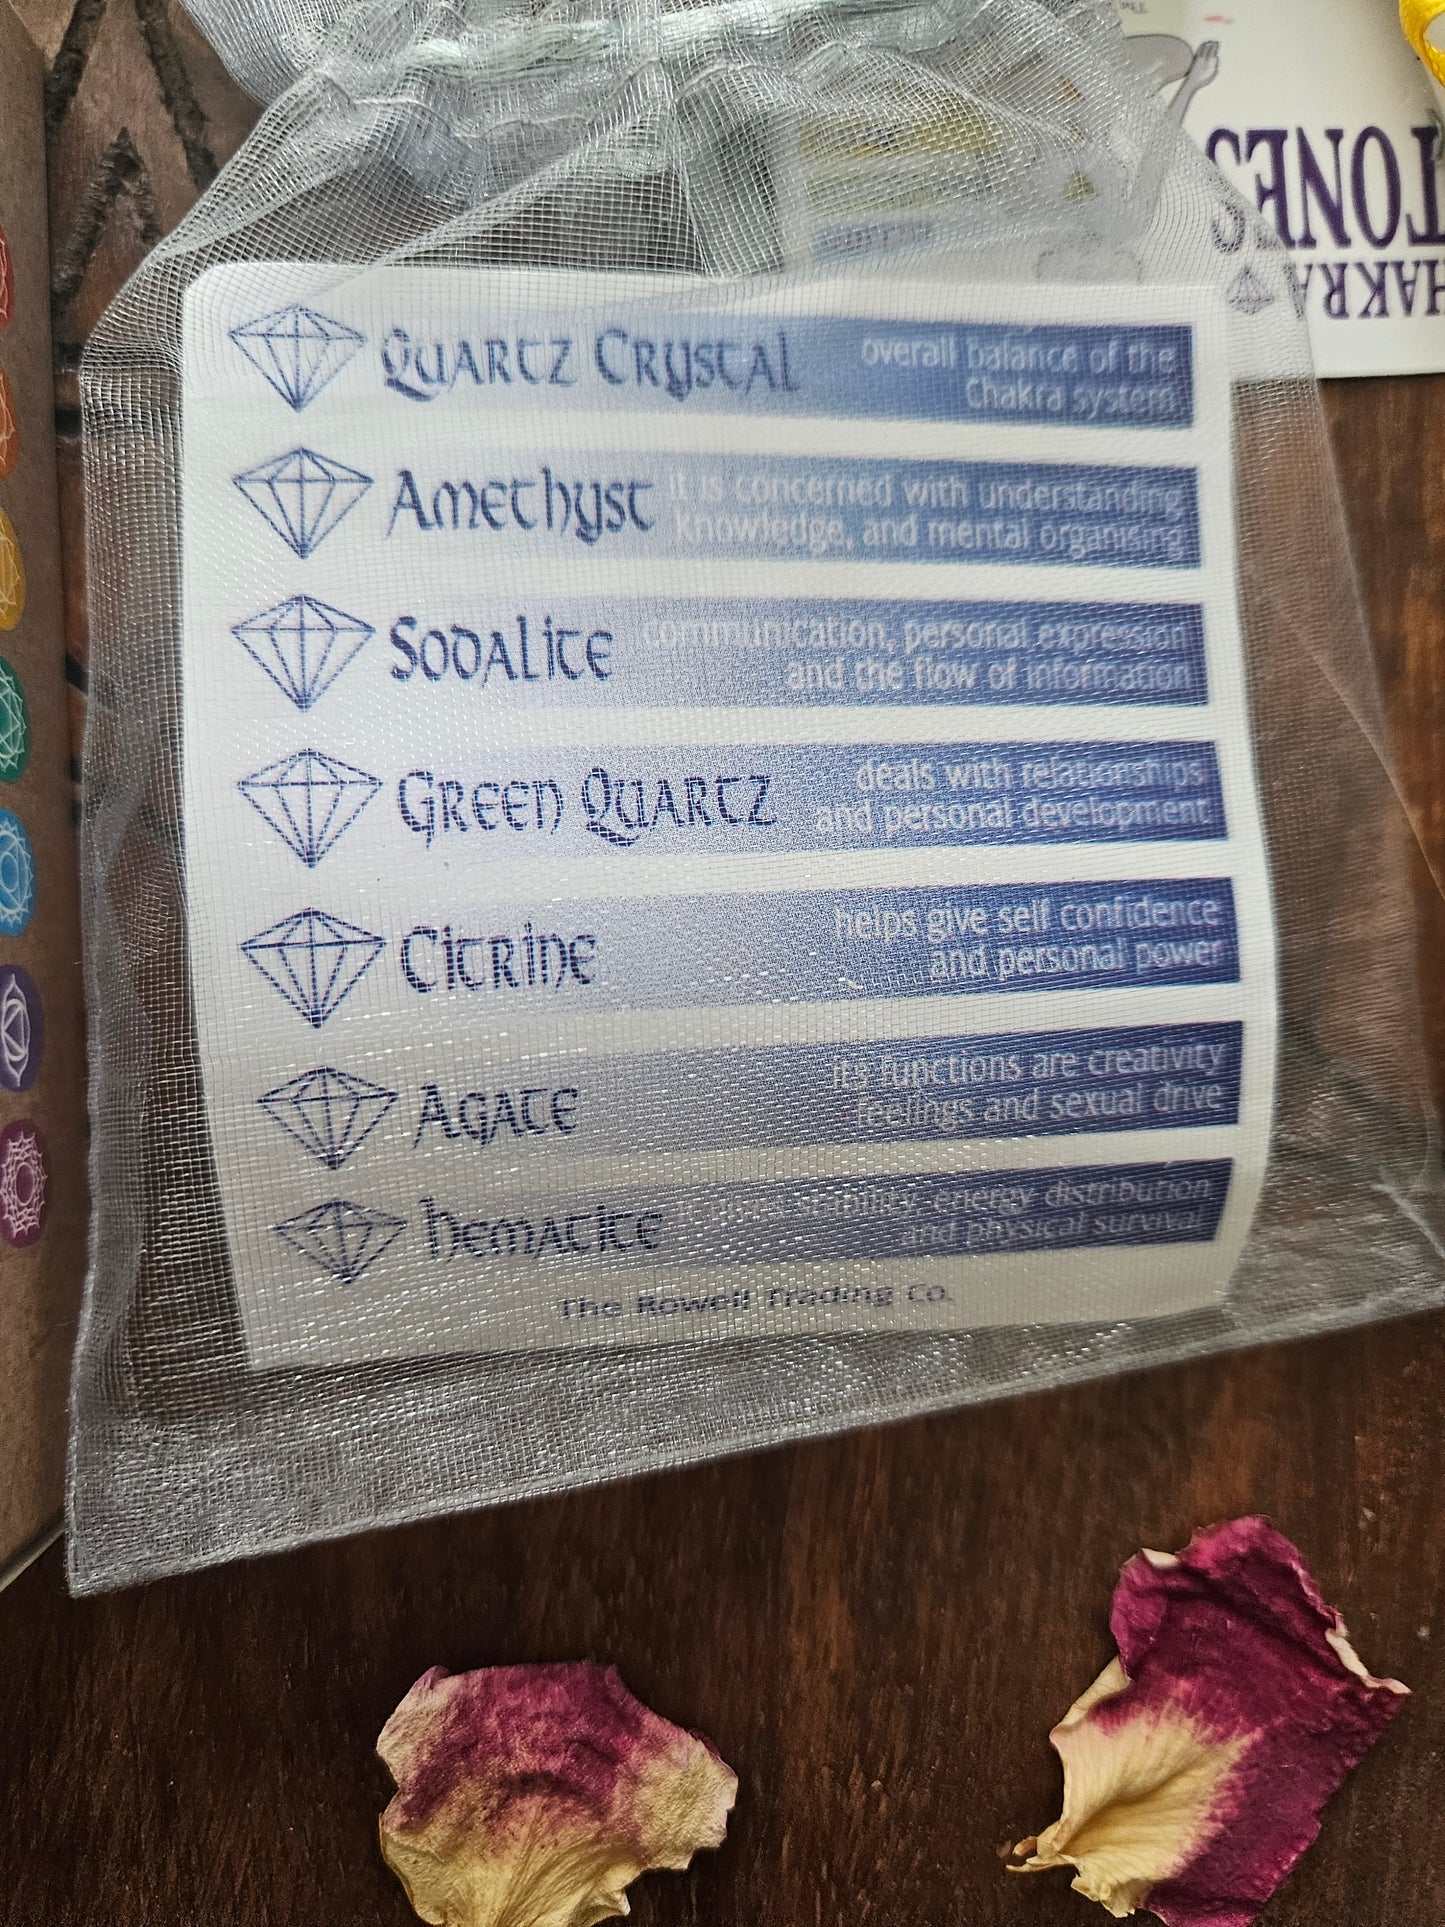 Quartz Crystal
overall balance of the
Chakra system
Amethyst
it is concerned with understanding
knowledge, and mental organising
Sodalite
communication, personal expression
and the flow of information
Green Quartz
deals with relationships
and personal development
Citrine
helps give self confidence
and personal power
Agate
its functions are creativity
feelings and sexual drive
Hematite
stability, energy distribution
and physical survival
The Rowell Trading Co.
HAKRA
TONES